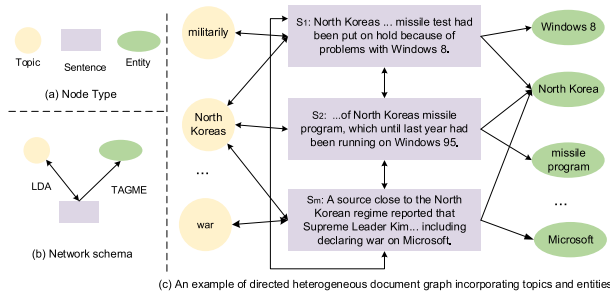 Topic
Sentence
Entity
(a) Node Type
LDA
TAGME
(b) Network schema
militarily
North
Koreas
...
war
S1: North Koreas ... missile test had
been put on hold because of
problems with Windows 8.
S2: ...of North Koreas missile
program, which until last year had
been running on Windows 95.
Sm: A source close to the North
Korean regime reported that
Supreme Leader Kim... including
declaring war on Microsoft.
Windows 8
North Korea
missile
program
...
Microsoft
(c) An example of directed heterogeneous document graph incorporating topics and entities